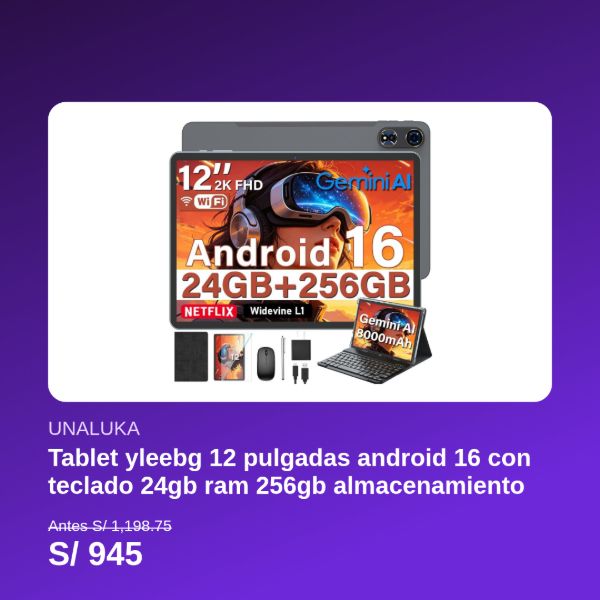 12’’ 2K FHD
Gemini AI
WiFi
Android 16
24GB+256GB
NETFLIX Widevine L1
Gemini AI
8000mAh
12''
UNALUKA
Tablet yleebg 12 pulgadas android 16 con
teclado 24gb ram 256gb almacenamiento
Antes S/ 1,198.75
S/ 945